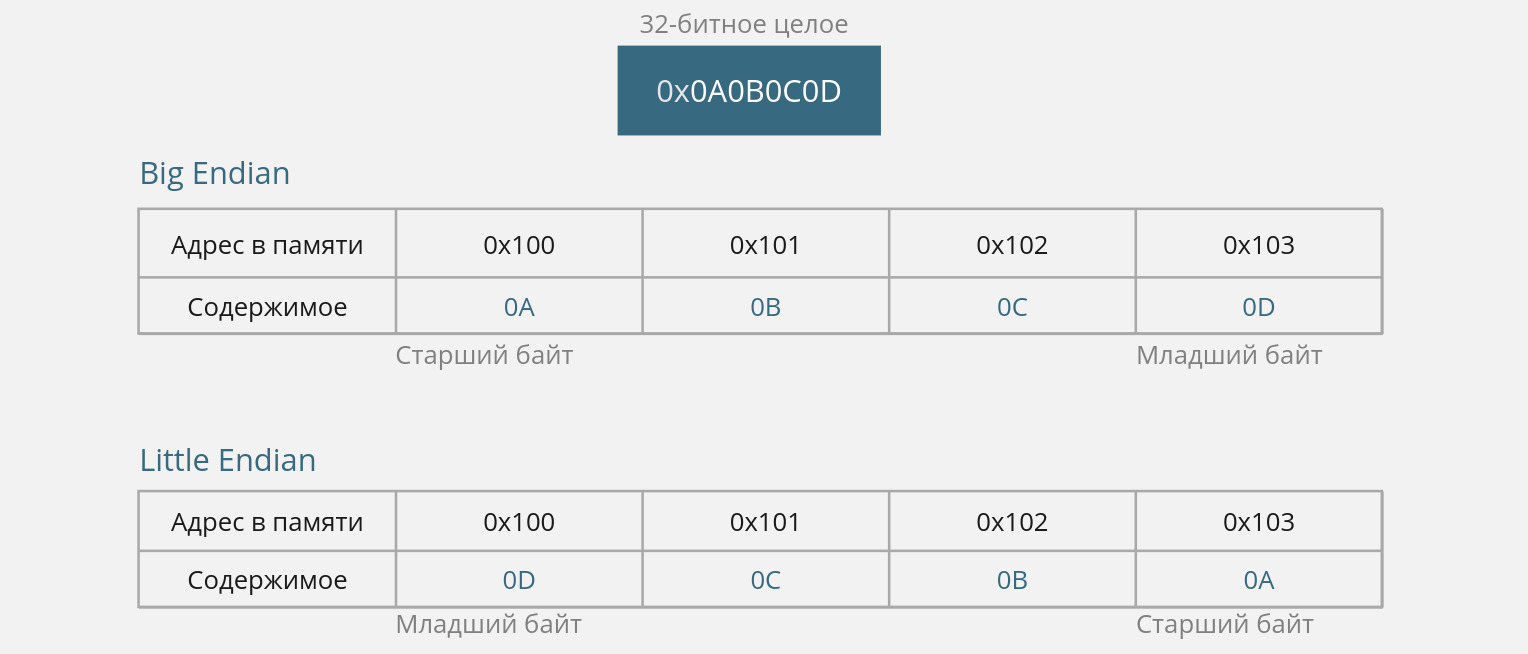 32-битное целое
0x0A0B0C0D
Big Endian
Адрес в памяти 0x100 0x101 0x102 0x103
Содержимое 0A 0B 0C 0D
Старший байт Младший байт
Little Endian
Адрес в памяти 0x100 0x101 0x102 0x103
Содержимое 0D 0C 0B 0A
Младший байт Старший байт